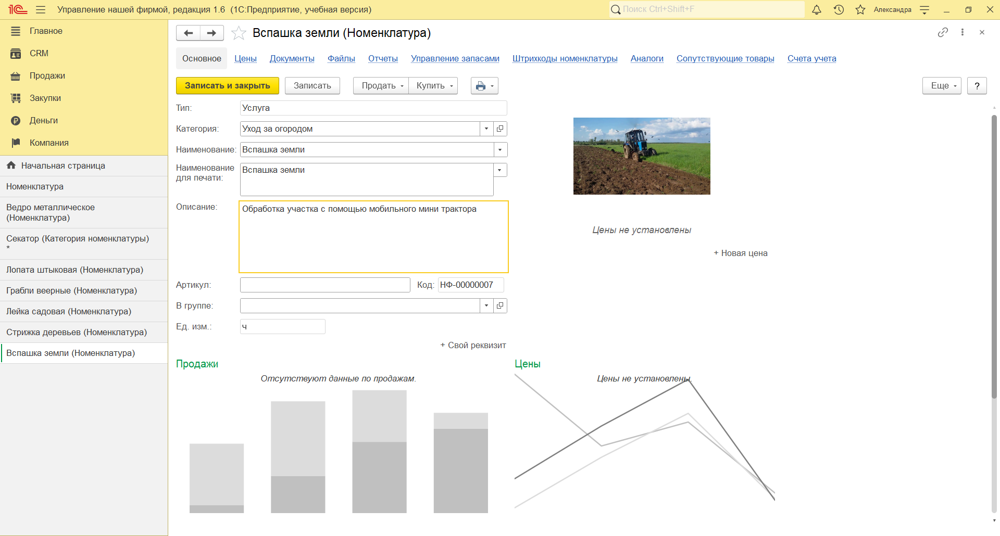 1С Управление нашей фирмой, редакция 1.6 (1С:Предприятие, учебная версия) Поиск Ctrl+Shift+F Александра
Главное
CRM
Продажи
Закупки
Деньги
Компания
Начальная страница
Номенклатура
Ведро металлическое
(Номенклатура)
Секатор (Категория номенклатуры)
*
Лопата штыковая (Номенклатура)
Грабли веерные (Номенклатура)
Лейка садовая (Номенклатура)
Стрижка деревьев (Номенклатура)
Вспашка земли (Номенклатура)
Вспашка земли (Номенклатура)
Основное Цены Документы Файлы Отчеты Управление запасами Штрихкоды номенклатуры Аналоги Сопутствующие товары Счета учета
Записать и закрыть Записать Продать Купить Еще ?
Тип: Услуга
Категория: Уход за огородом
Наименование: Вспашка земли
Наименование
для печати: Вспашка земли
Описание: Обработка участка с помощью мобильного мини трактора
Цены не установлены
+ Новая цена
Артикул: Код: НФ-00000007
В группе:
Ед. изм.: ч
+ Свой реквизит
Продажи
Отсутствуют данные по продажам.
Цены
Цены не установлены.